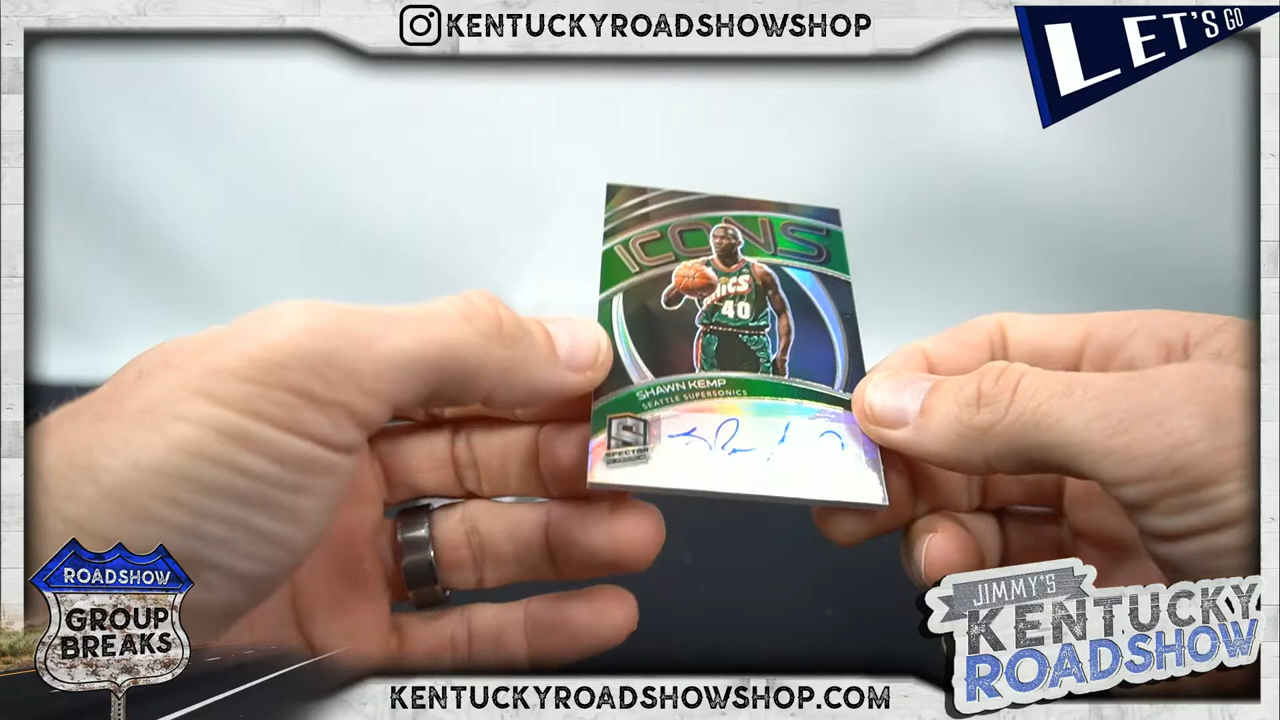 KENTUCKYROADSHOWSHOP
LET'S GO
ICONS
SONICS
40
SHAWN KEMP
SEATTLE SUPERSONICS
S
SPECTRA
ROADSHOW
GROUP
BREAKS
JIMMY'S
KENTUCKY
ROADSHOW
KENTUCKYROADSHOWSHOP.COM